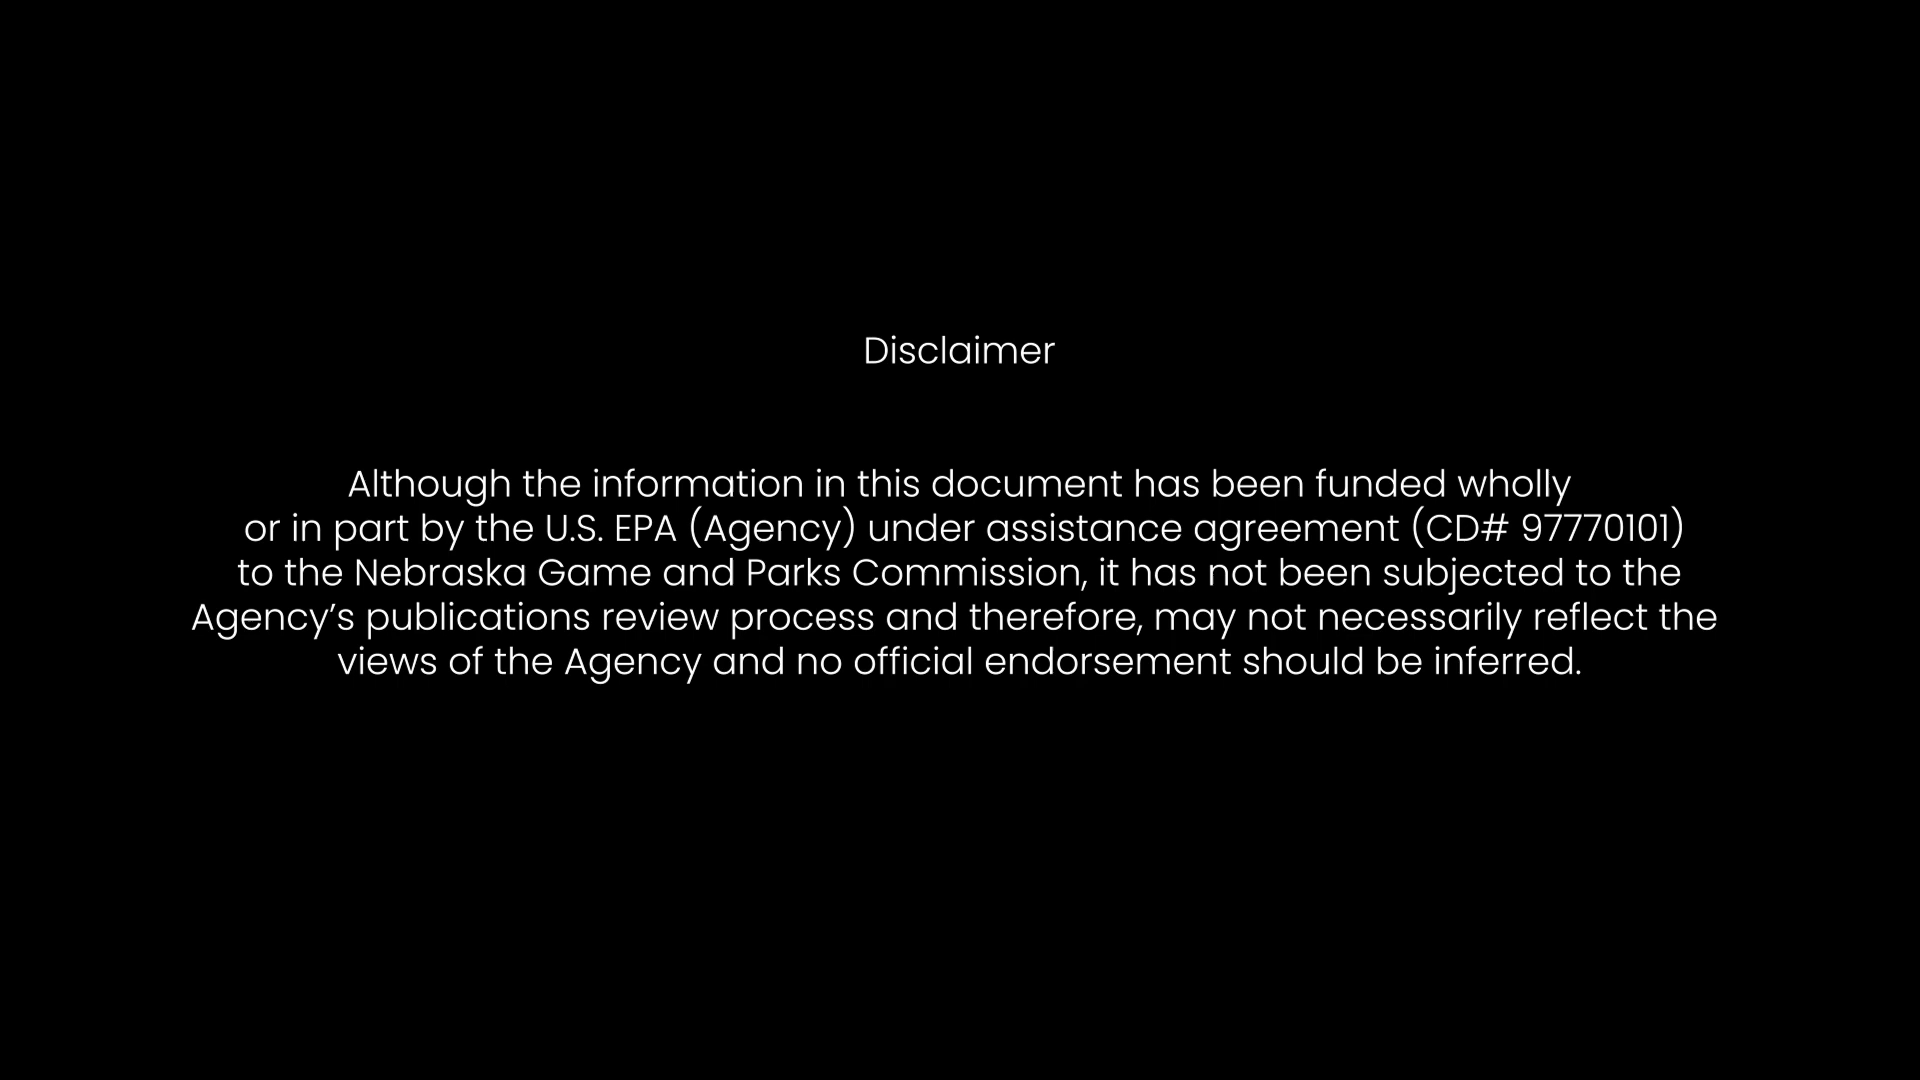 Disclaimer
Although the information in this document has been funded wholly
or in part by the U.S. EPA (Agency) under assistance agreement (CD# 97770101)
to the Nebraska Game and Parks Commission, it has not been subjected to the
Agency’s publications review process and therefore, may not necessarily reflect the
views of the Agency and no official endorsement should be inferred.